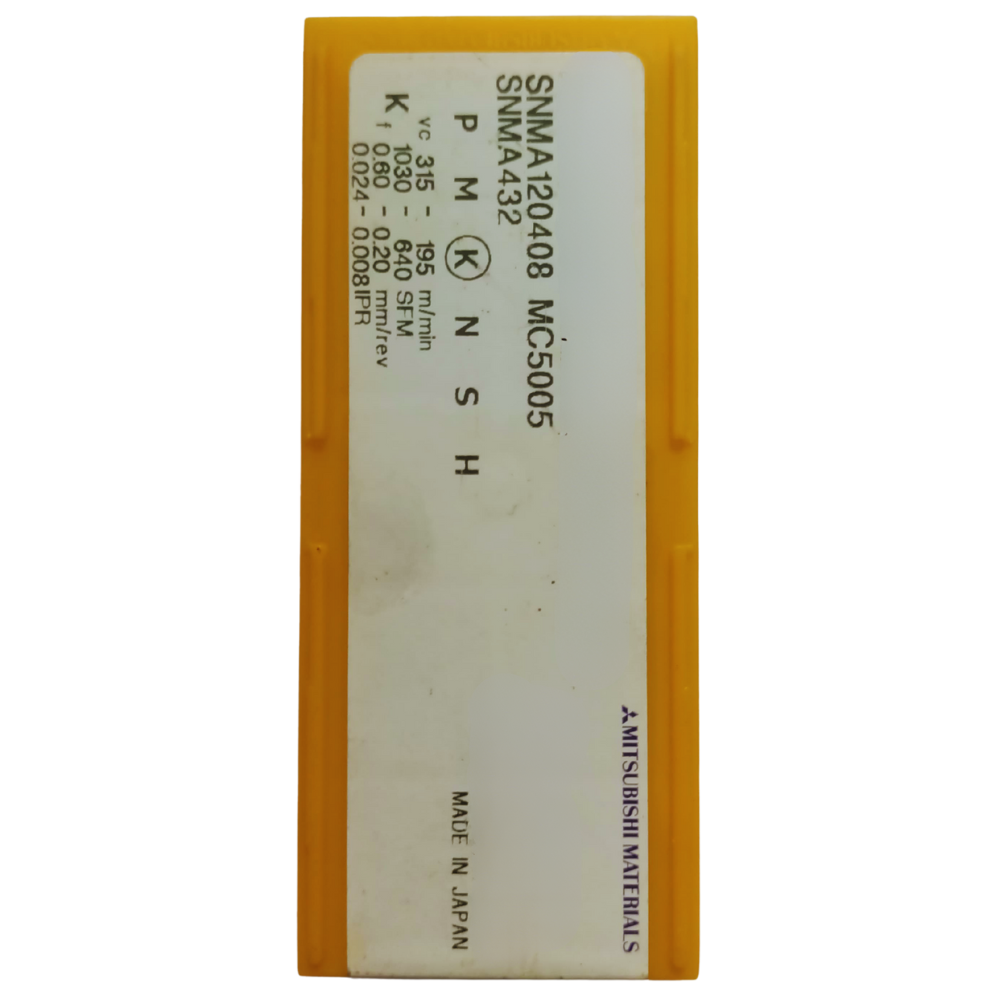 MITSUBISHI MATERIALS
SNMA120408 MC5005
SNMA432
P M K N S H
MADE IN JAPAN
K vc 315 - 195 m/min
1030 - 640 SFM
f 0.60 - 0.20 mm/rev
0.024 - 0.008IPR